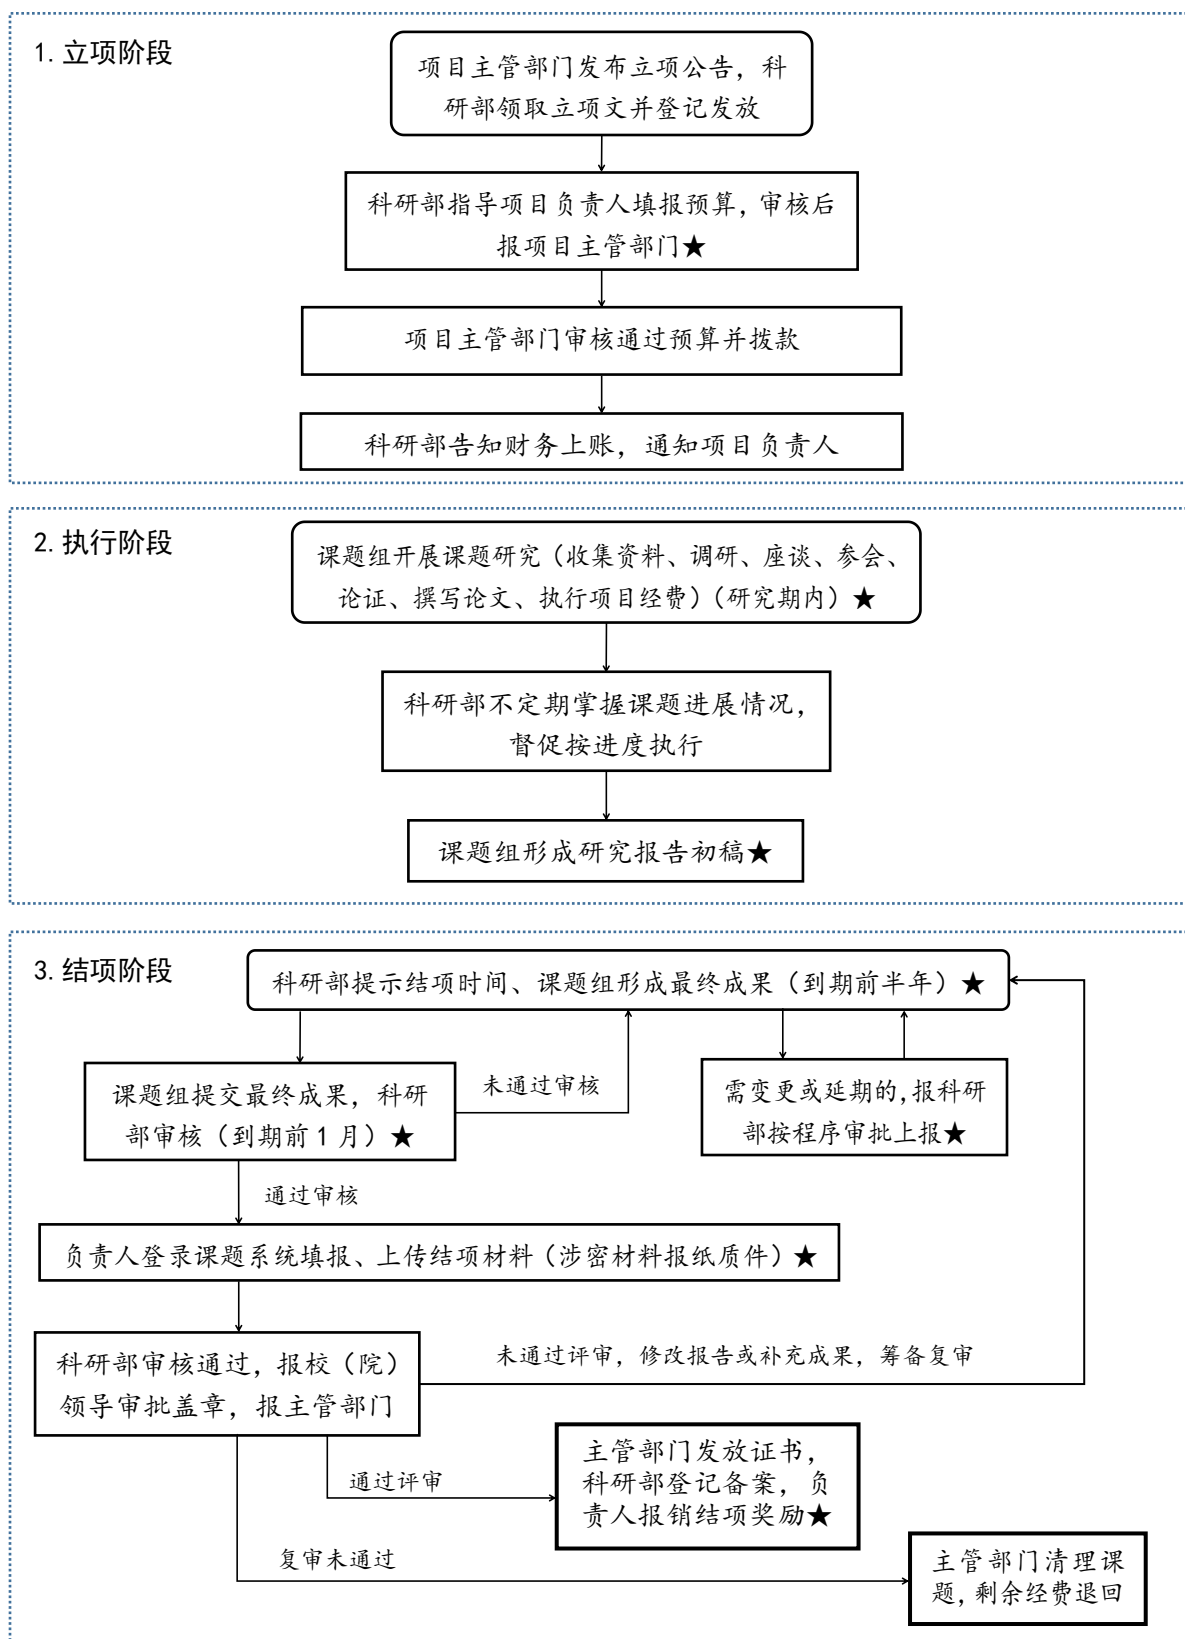 1.立项阶段
项目主管部门发布立项公告，科
研部领取立项文并登记发放
科研部指导项目负责人填报预算，审核后
报项目主管部门★
项目主管部门审核通过预算并拨款
科研部告知财务上账，通知项目负责人
2.执行阶段
课题组开展课题研究（收集资料、调研、座谈、参会、
论证、撰写论文、执行项目经费）（研究期内）★
科研部不定期掌握课题进展情况，
督促按进度执行
课题组形成研究报告初稿★
3.结项阶段
科研部提示结项时间、课题组形成最终成果（到期前半年）★
课题组提交最终成果，科研
部审核（到期前1月）★
未通过审核
需变更或延期的，报科研
部按程序审批上报★
通过审核
负责人登录课题系统填报、上传结项材料（涉密材料报纸质件）★
科研部审核通过，报校（院）
领导审批盖章，报主管部门
未通过评审，修改报告或补充成果，筹备复审
通过评审
主管部门发放证书，
科研部登记备案，负
责人报销结项奖励★
复审未通过
主管部门清理课
题，剩余经费退回